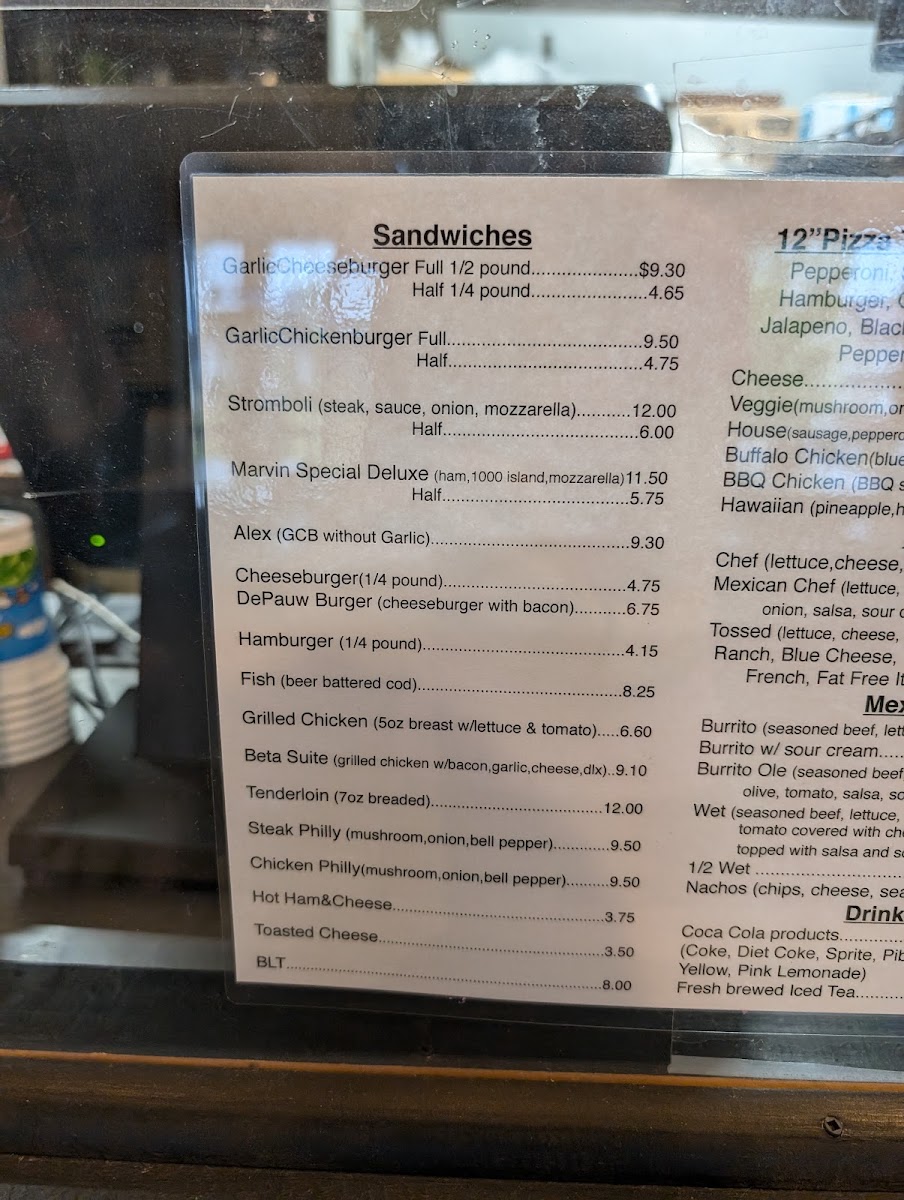 Sandwiches
GarlicCheeseburger Full 1/2 pound..................$9.30
Half 1/4 pound....................4.65
GarlicChickenburger Full.................................9.50
Half.................................4.75
Stromboli (steak, sauce, onion, mozzarella)..........12.00
Half.................................6.00
Marvin Special Deluxe (ham,1000 island,mozzarella)11.50
Half................................5.75
Alex (GCB without Garlic)..................................9.30
Cheeseburger(1/4 pound)...............................4.75
DePauw Burger (cheeseburger with bacon).........6.75
Hamburger (1/4 pound)..................................4.15
Fish (beer battered cod)...................................8.25
Grilled Chicken (5oz breast w/lettuce & tomato).....6.60
Beta Suite (grilled chicken w/bacon,garlic,cheese,dlx)..9.10
Tenderloin (7oz breaded)..............................12.00
Steak Philly (mushroom,onion,bell pepper)............9.50
Chicken Philly(mushroom,onion,bell pepper).........9.50
Hot Ham&Cheese.....................................3.75
Toasted Cheese.......................................3.50
BLT.......................................................8.00
12"Pizza
Pepperoni,
Hamburger,
Jalapeno,
Cheese....................
Veggie(mushroom,
House(sausage,
Buffalo Chicken(blue
BBQ Chicken (BBQ
Hawaiian (pineapple,
Chef (lettuce,cheese,
Mexican Chef (lettuce,
onion, salsa, sour
Tossed (lettuce, cheese,
Ranch, Blue Cheese,
French, Fat Free
Burrito (seasoned beef,
Burrito w/ sour cream.....
Burrito Ole (seasoned beef
olive, tomato, salsa,
Wet (seasoned beef, lettuce,
tomato covered with
topped with salsa and
1/2 Wet ........................
Nachos (chips, cheese,
Drink
Coca Cola products...........
(Coke, Diet Coke, Sprite,
Yellow, Pink Lemonade)
Fresh brewed Iced Tea........